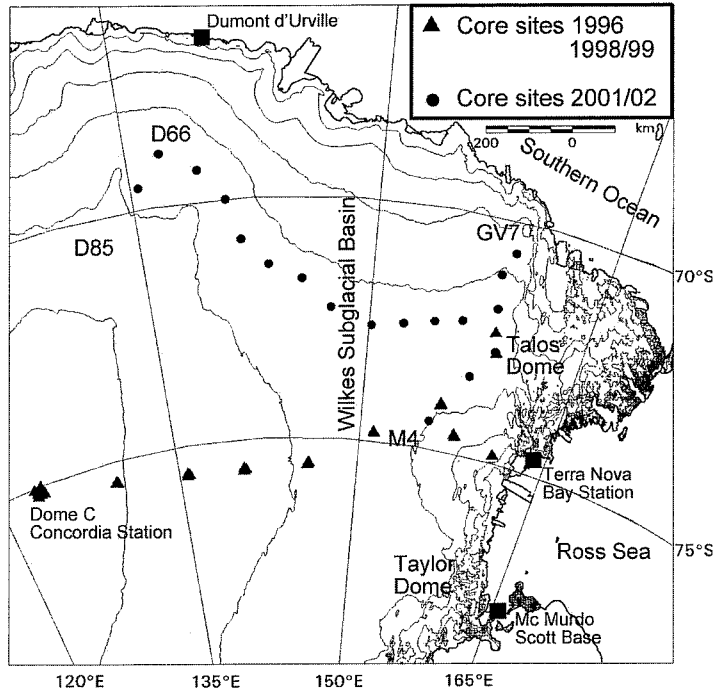 Dumont d'Urville
Core sites 1996
1998/99
Core sites 2001/02
200 0 km
Southern Ocean
D66
D85
GV7
70°S
Wilkes Subglacial Basin
Talos
Dome
M4
Terra Nova
Bay Station
Dome C
Concordia Station
Ross Sea
75°S
Taylor
Dome
Mc Murdo
Scott Base
120°E 135°E 150°E 165°E